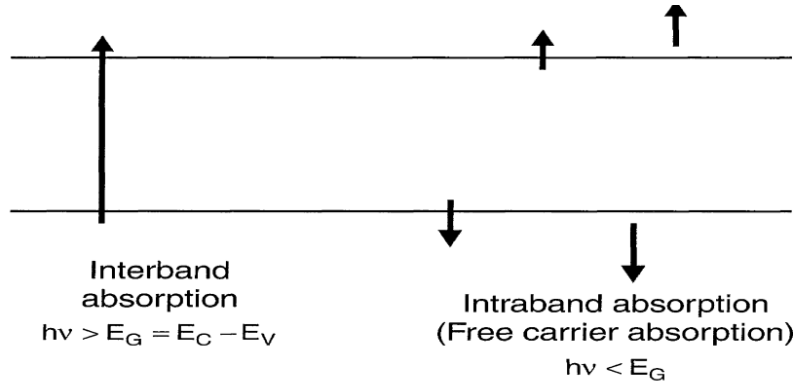 Interband
absorption
hν > E_G = E_C − E_V
Intraband absorption
(Free carrier absorption)
hν < E_G